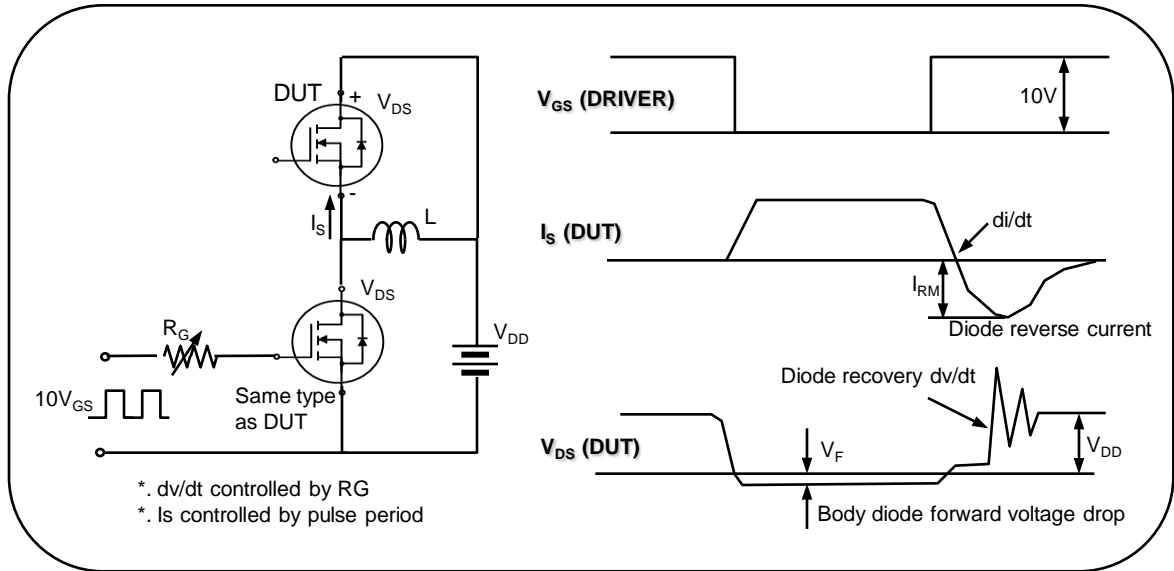 DUT
+
V_DS
-
I_S
L
V_DS
R_G
V_DD
10V_GS
Same type
as DUT
*. dv/dt controlled by RG
*. Is controlled by pulse period
V_GS (DRIVER)
10V
I_S (DUT)
di/dt
I_RM
Diode reverse current
Diode recovery dv/dt
V_DS (DUT)
V_F
V_DD
Body diode forward voltage drop